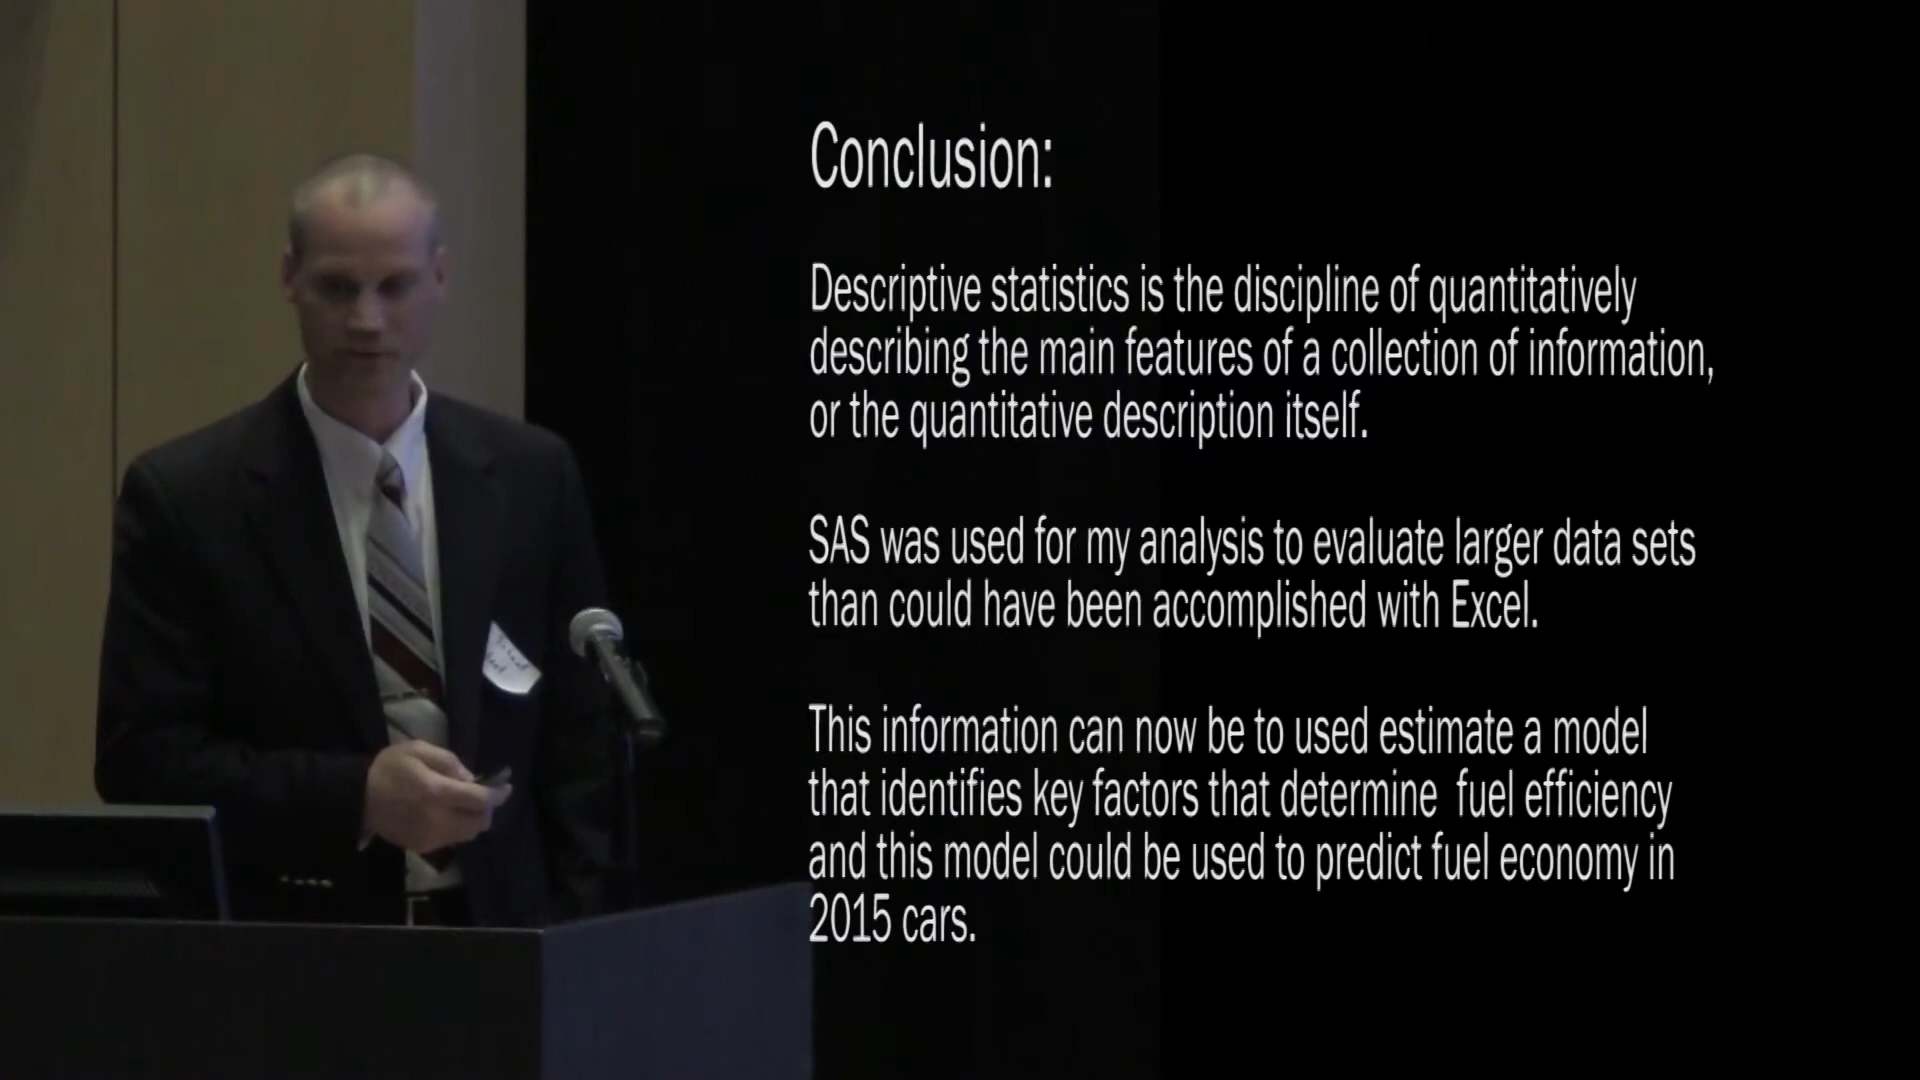 Conclusion:
Descriptive statistics is the discipline of quantitatively
describing the main features of a collection of information,
or the quantitative description itself.
SAS was used for my analysis to evaluate larger data sets
than could have been accomplished with Excel.
This information can now be to used estimate a model
that identifies key factors that determine  fuel efficiency
and this model could be used to predict fuel economy in
2015 cars.